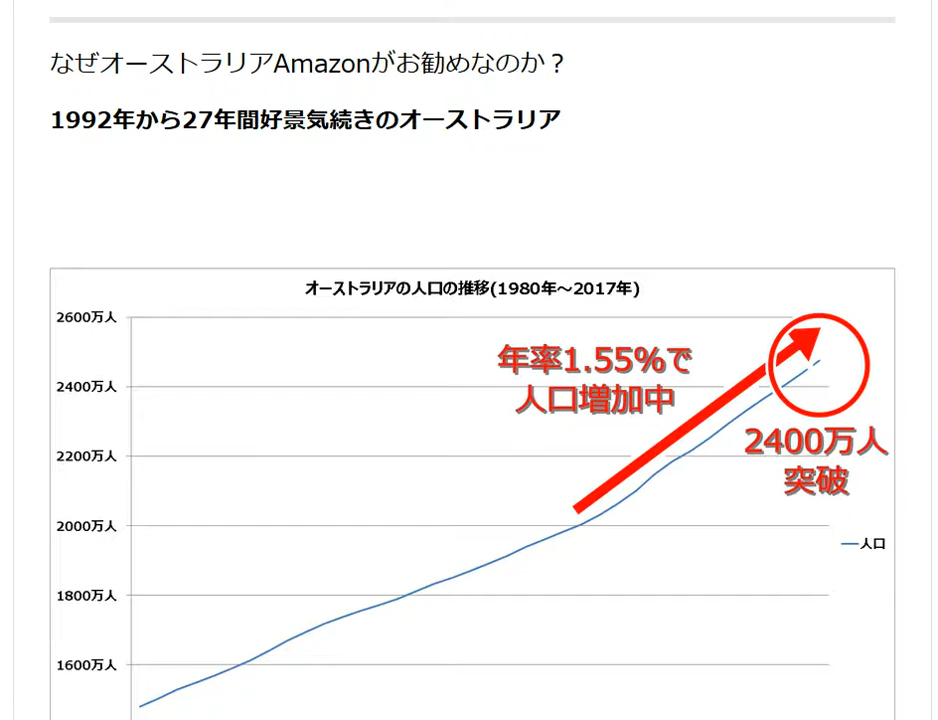 なぜオーストラリアAmazonがお勧めなのか？
1992年から27年間好景気続きのオーストラリア
オーストラリアの人口の推移(1980年～2017年)
2600万人
年率1.55%で
人口増加中
2400万人
2400万人
突破
2200万人
2000万人
人口
1800万人
1600万人